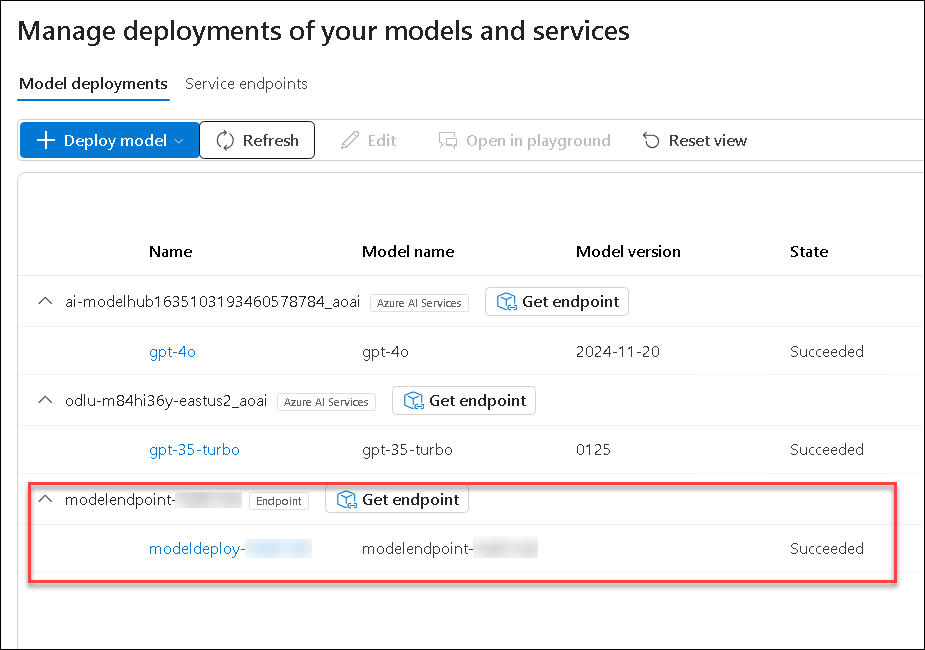 Manage deployments of your models and services
Model deployments Service endpoints
Deploy model Refresh Edit Open in playground Reset view
Name Model name Model version State
ai-modelhub1635103193460578784_aoai Azure AI Services Get endpoint
gpt-4o gpt-4o 2024-11-20 Succeeded
odlu-m84hi36y-eastus2_aoai Azure AI Services Get endpoint
gpt-35-turbo gpt-35-turbo 0125 Succeeded
modelendpoint- Endpoint Get endpoint
modeldeploy- modelendpoint- Succeeded